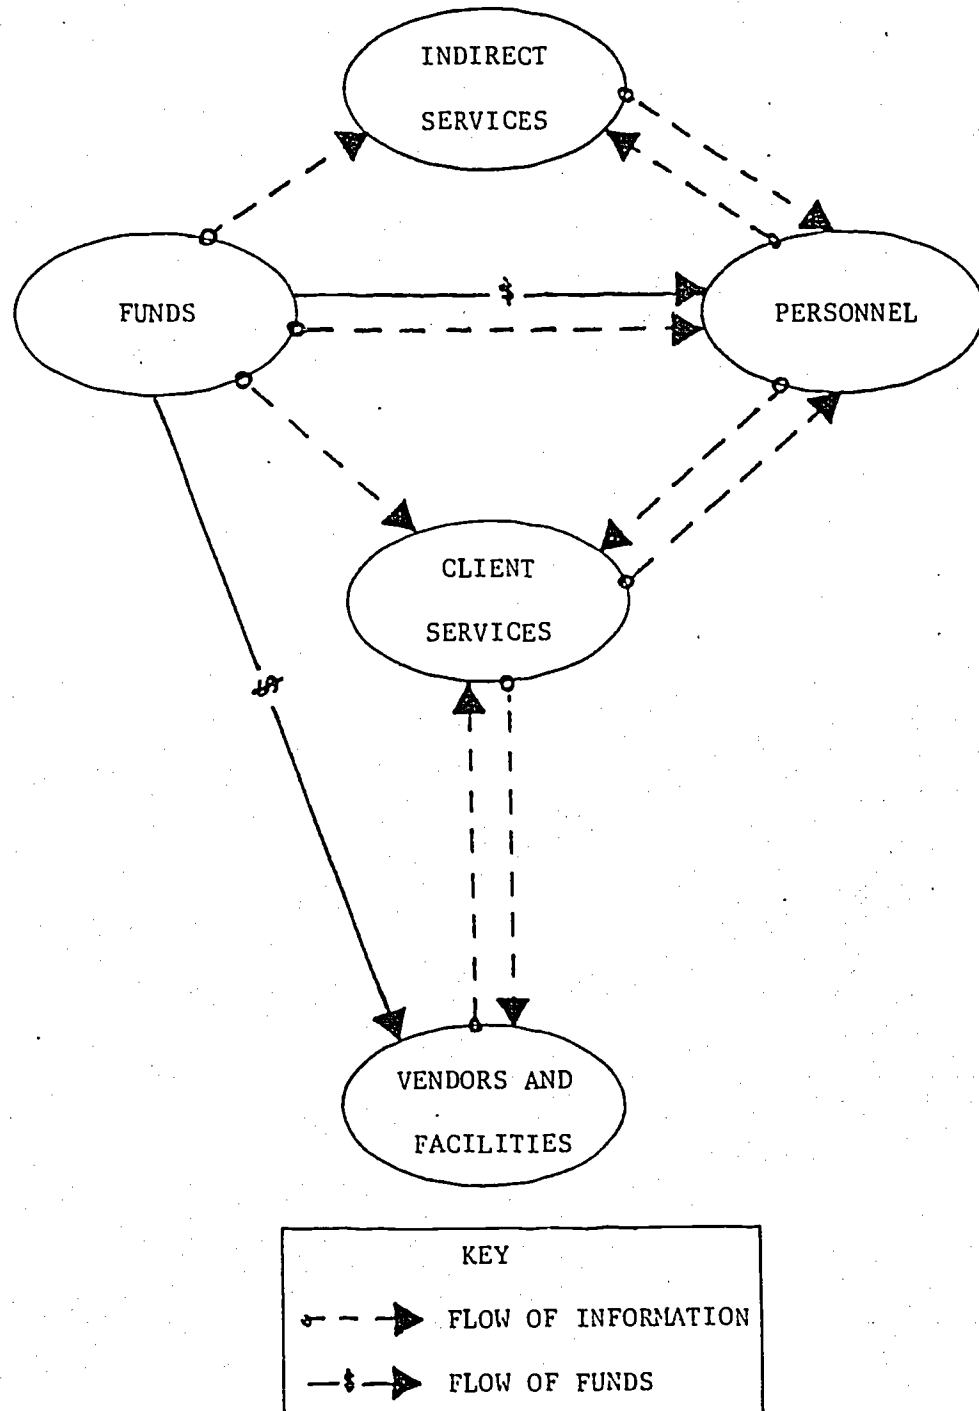 INDIRECT
SERVICES
FUNDS
$
PERSONNEL
CLIENT
SERVICES
$
VENDORS AND
FACILITIES
KEY
FLOW OF INFORMATION
$ FLOW OF FUNDS